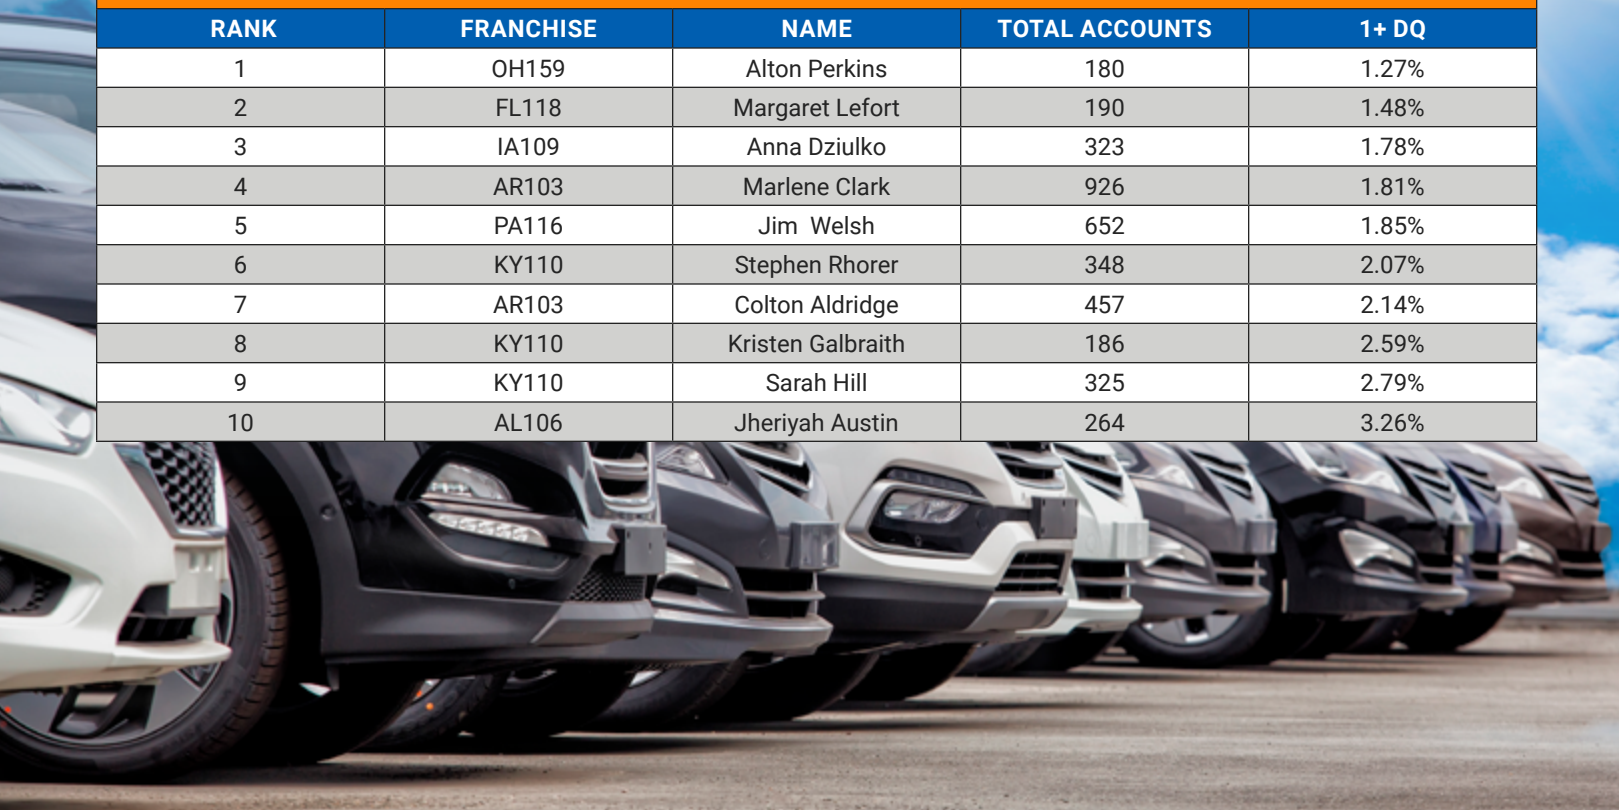 RANK FRANCHISE NAME TOTAL ACCOUNTS 1+ DQ
1 OH159 Alton Perkins 180 1.27%
2 FL118 Margaret Lefort 190 1.48%
3 IA109 Anna Dziulko 323 1.78%
4 AR103 Marlene Clark 926 1.81%
5 PA116 Jim  Welsh 652 1.85%
6 KY110 Stephen Rhorer 348 2.07%
7 AR103 Colton Aldridge 457 2.14%
8 KY110 Kristen Galbraith 186 2.59%
9 KY110 Sarah Hill 325 2.79%
10 AL106 Jheriyah Austin 264 3.26%